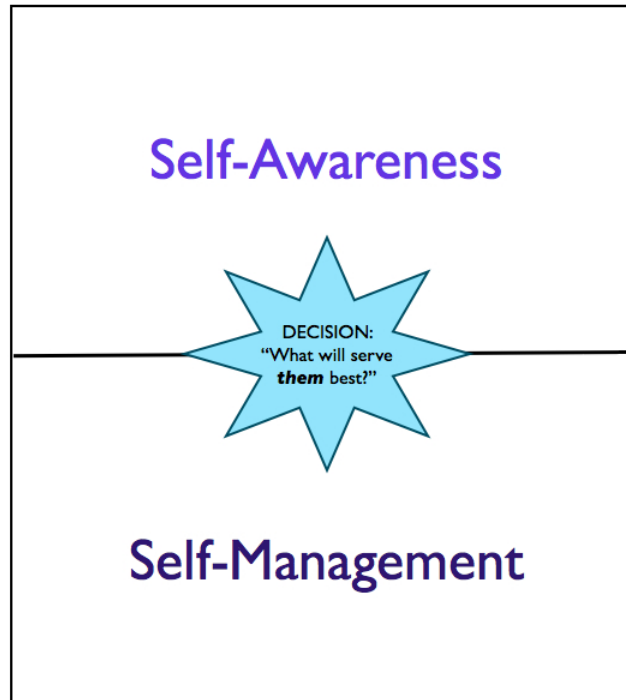 Self-Awareness
DECISION:
“What will serve
them best?”
Self-Management